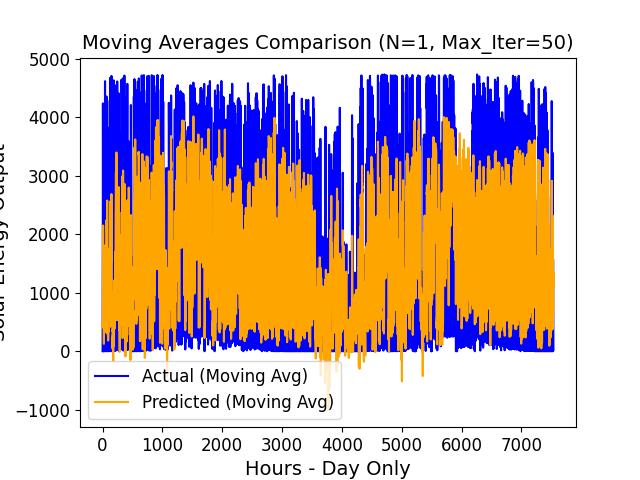 Moving Averages Comparison (N=1, Max_Iter=50)
Solar Energy Output
5000
4000
3000
2000
1000
0
−1000
Actual (Moving Avg)
Predicted (Moving Avg)
0 1000 2000 3000 4000 5000 6000 7000
Hours - Day Only